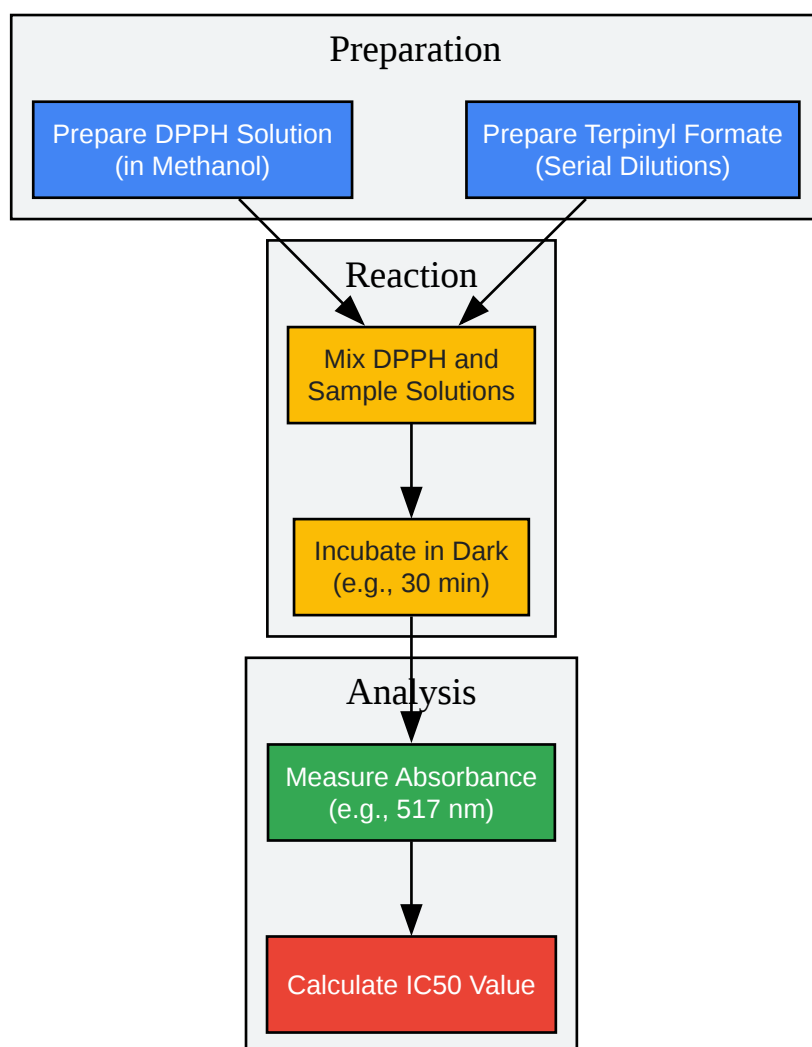 Preparation
Prepare DPPH Solution
(in Methanol)
Prepare Terpinyl Formate
(Serial Dilutions)
Reaction
Mix DPPH and
Sample Solutions
Incubate in Dark
(e.g., 30 min)
Analysis
Measure Absorbance
(e.g., 517 nm)
Calculate IC50 Value